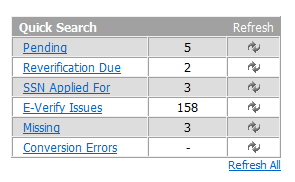 Quick Search Refresh
Pending 5
Reverification Due 2
SSN Applied For 3
E-Verify Issues 158
Missing 3
Conversion Errors -
Refresh All